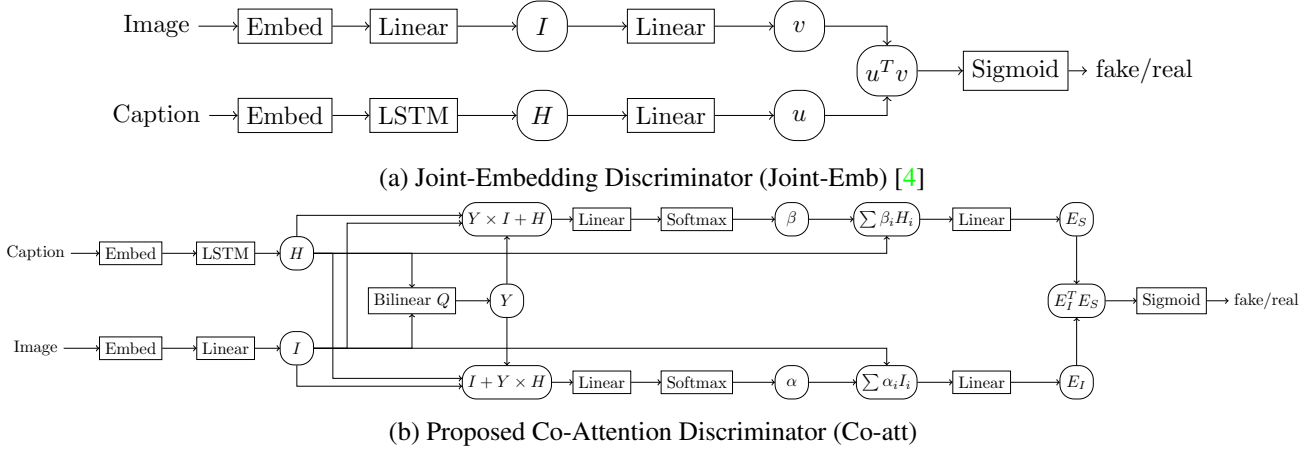 Image Embed Linear I Linear v
u^T v Sigmoid fake/real
Caption Embed LSTM H Linear u
(a) Joint-Embedding Discriminator (Joint-Emb) [4]
Y × I + H Linear Softmax β ∑ β_i H_i Linear E_S
Caption Embed LSTM H
Bilinear Q Y E_I^T E_S Sigmoid fake/real
Image Embed Linear I
I + Y × H Linear Softmax α ∑ α_i I_i Linear E_I
(b) Proposed Co-Attention Discriminator (Co-att)